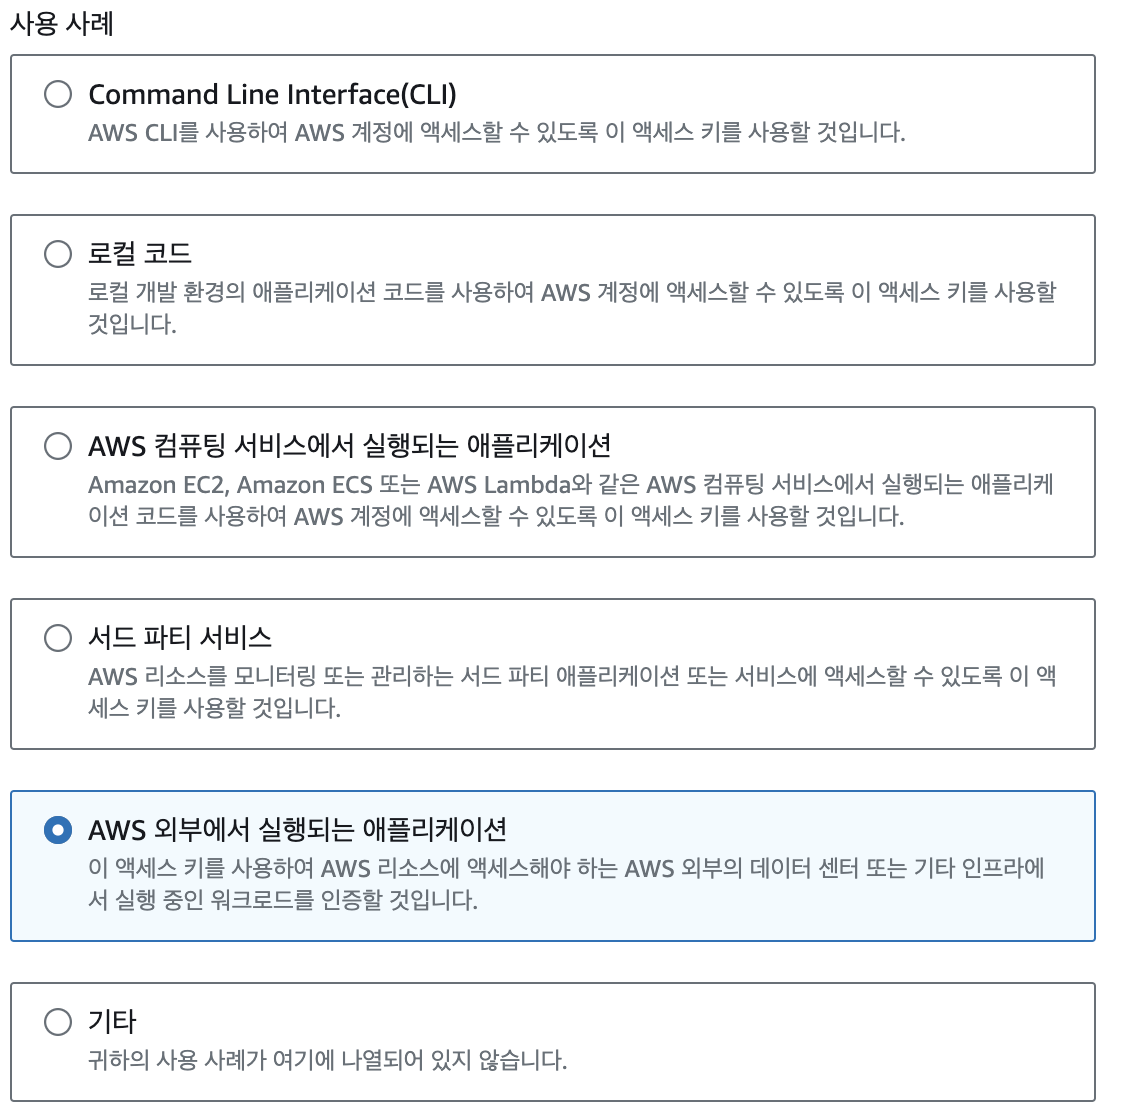 사용 사례
Command Line Interface(CLI)
AWS CLI를 사용하여 AWS 계정에 액세스할 수 있도록 이 액세스 키를 사용할 것입니다.
로컬 코드
로컬 개발 환경의 애플리케이션 코드를 사용하여 AWS 계정에 액세스할 수 있도록 이 액세스 키를 사용할
것입니다.
AWS 컴퓨팅 서비스에서 실행되는 애플리케이션
Amazon EC2, Amazon ECS 또는 AWS Lambda와 같은 AWS 컴퓨팅 서비스에서 실행되는 애플리케
이션 코드를 사용하여 AWS 계정에 액세스할 수 있도록 이 액세스 키를 사용할 것입니다.
서드 파티 서비스
AWS 리소스를 모니터링 또는 관리하는 서드 파티 애플리케이션 또는 서비스에 액세스할 수 있도록 이 액
세스 키를 사용할 것입니다.
AWS 외부에서 실행되는 애플리케이션
이 액세스 키를 사용하여 AWS 리소스에 액세스해야 하는 AWS 외부의 데이터 센터 또는 기타 인프라에
서 실행 중인 워크로드를 인증할 것입니다.
기타
귀하의 사용 사례가 여기에 나열되어 있지 않습니다.